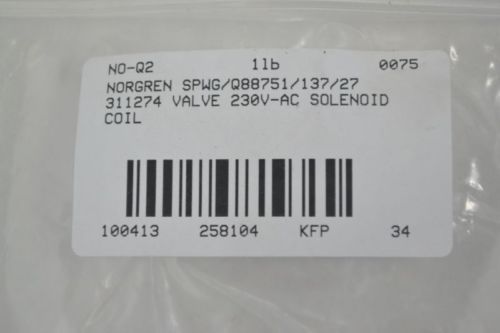 NO-Q2 1lb 0075
NORGREN SPWG/Q88751/137/27
311274 VALVE 230V-AC SOLENOID
COIL
100413 258104 KFP 34